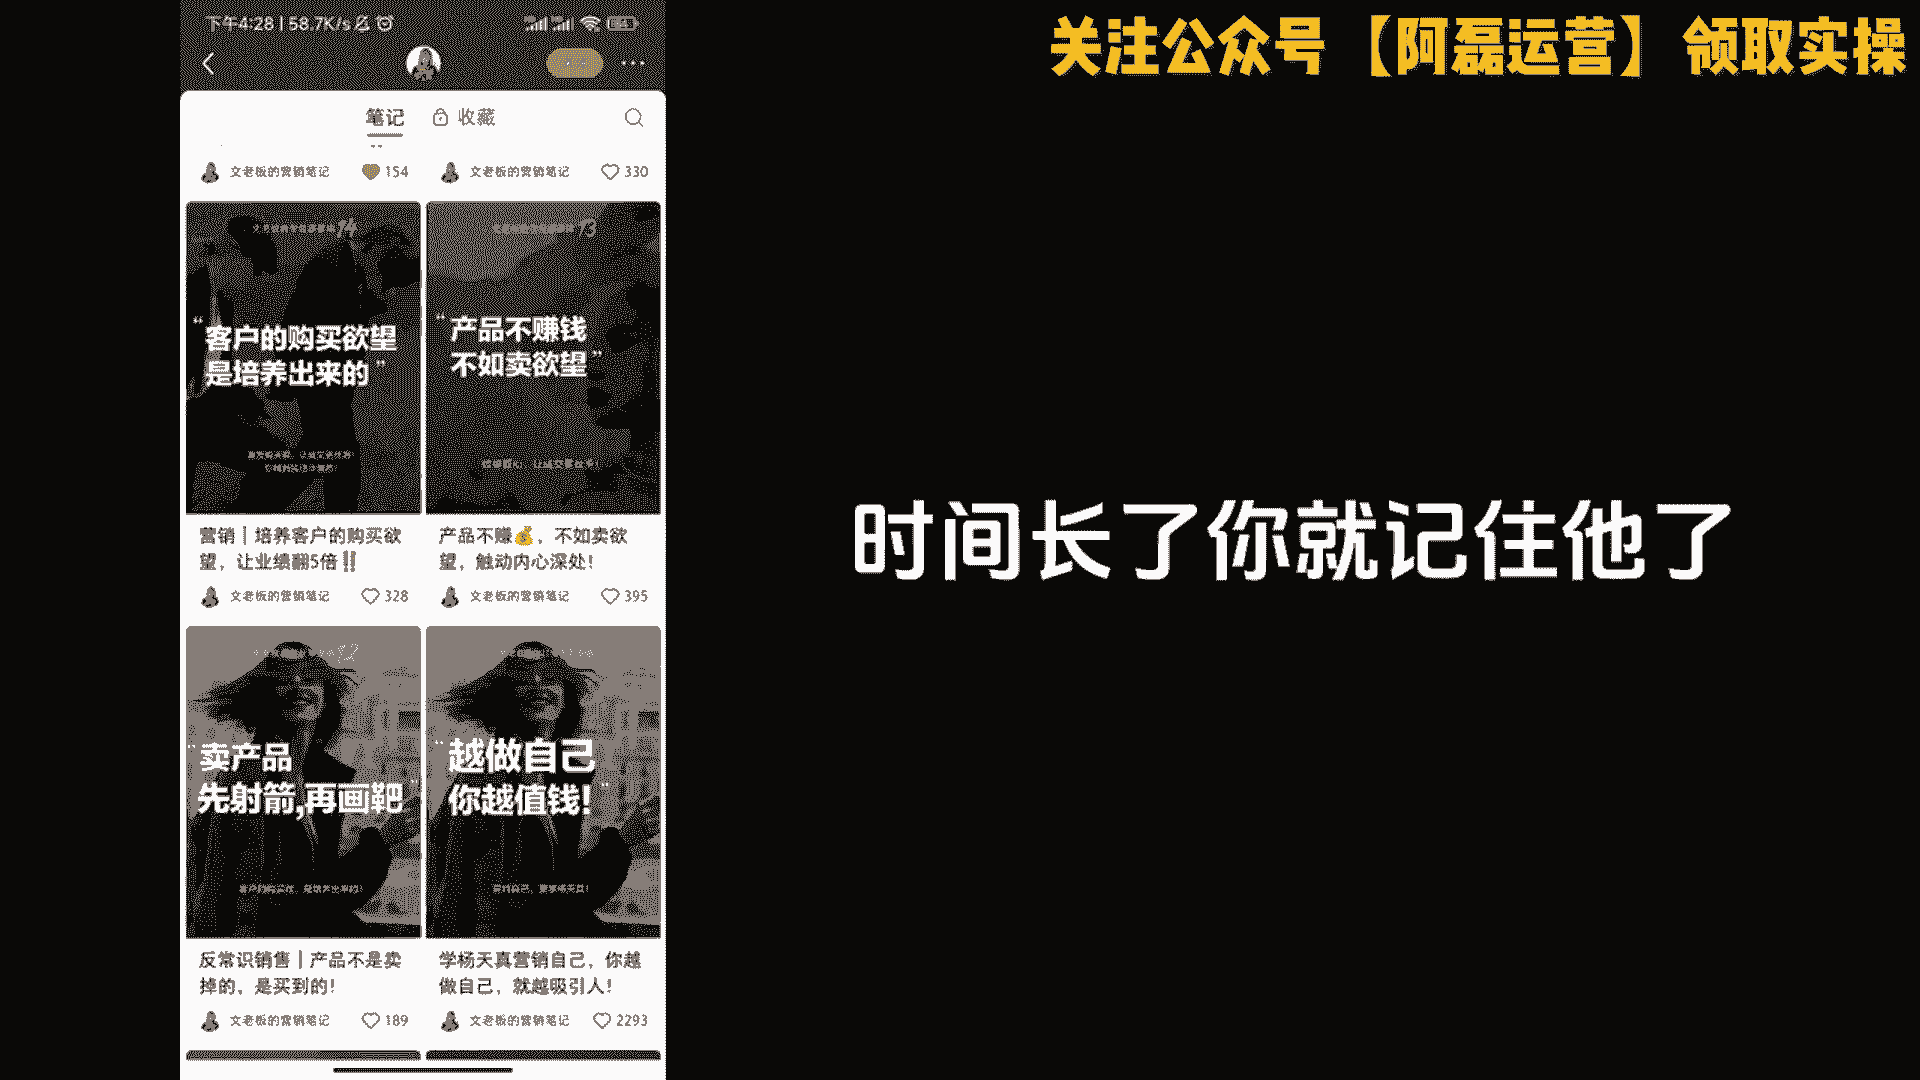 下午4:28 | 58.7K/s
关注公众号【阿磊运营】领取实操
笔记
收藏
文老板的营销笔记
154
文老板的营销笔记
330
14
“客户的购买欲望
是培养出来的”
营销｜培养客户的购买欲
望，让业绩翻5倍‼️
文老板的营销笔记
328
13
“产品不赚钱
不如卖欲望”
产品不赚💰，不如卖欲
望，触动内心深处！
文老板的营销笔记
395
时间长了你就记住他了
12
“卖产品
先射箭,再画靶”
反常识销售｜产品不是卖
掉的，是买到的！
文老板的营销笔记
189
“越做自己
你越值钱！”
学杨天真营销自己，你越
做自己，就越吸引人！
文老板的营销笔记
2293